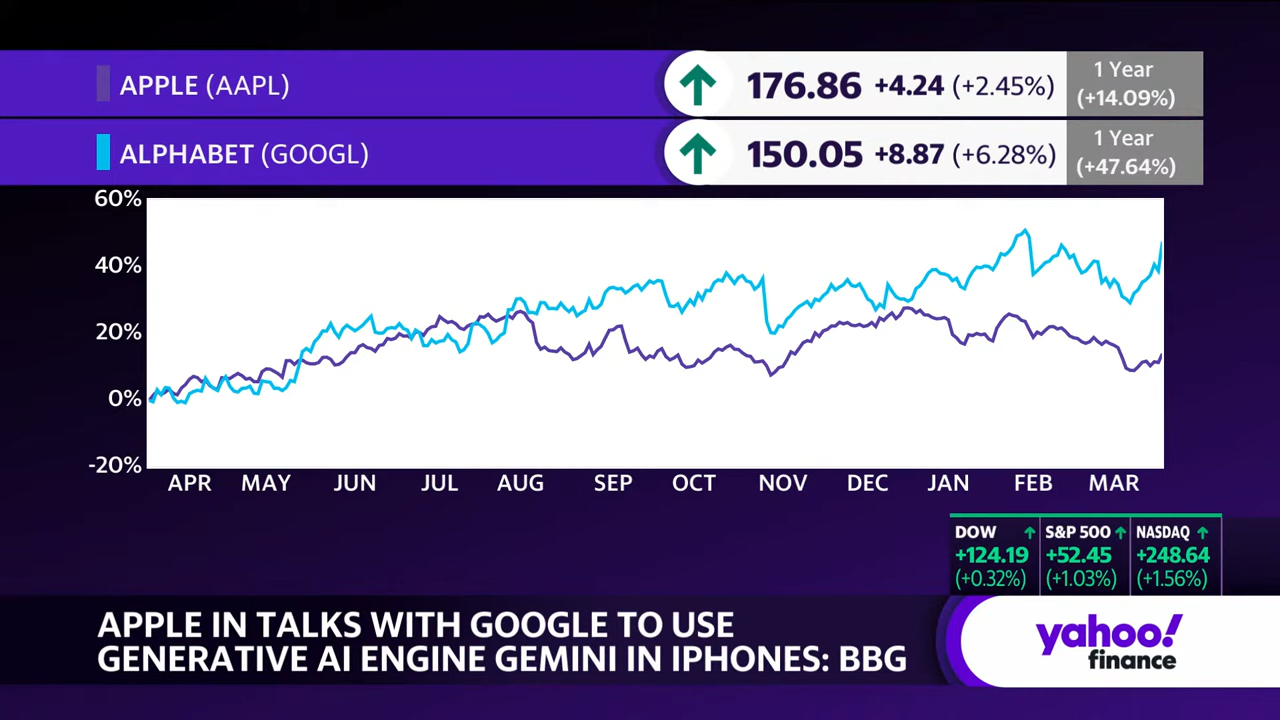 APPLE (AAPL)
176.86 +4.24 (+2.45%)
1 Year
(+14.09%)
ALPHABET (GOOGL)
150.05 +8.87 (+6.28%)
1 Year
(+47.64%)
60%
40%
20%
0%
-20%
APR MAY JUN JUL AUG SEP OCT NOV DEC JAN FEB MAR
DOW
+124.19
(+0.32%)
S&P 500
+52.45
(+1.03%)
NASDAQ
+248.64
(+1.56%)
APPLE IN TALKS WITH GOOGLE TO USE
GENERATIVE AI ENGINE GEMINI IN IPHONES: BBG
yahoo!
finance